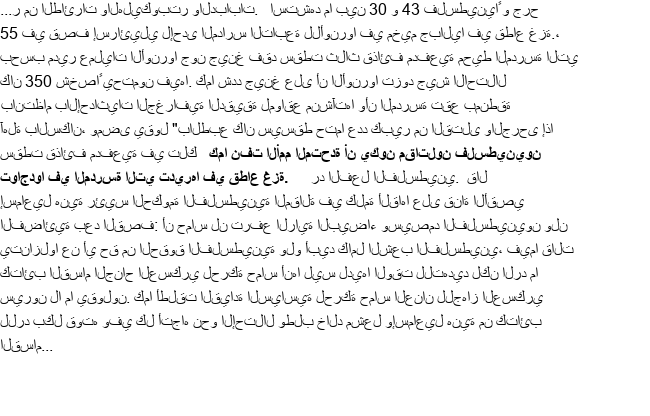 ...ر من الطائرات والهليكوبتر والدبابات. استشهد ما بين 30 و 43 فلسطينياً و جرح
55 في قصف إسرائيلي لإحدى المدارس التابعة للأونروا في مخيم جباليا في قطاع غزة.،
بحسب مدير عمليات الأونروا جون جينغ فقد سقطت ثلاث قذائف مدفعية محيط المدرسة التي
كان 350 شخصاً يحتمون فيها. كما شدد جينغ على أن الأونروا تزود جيش الاحتلال
بانتظام بالإحداثيات الجغرافية الدقيقة لمواقع منشآتها وأن المدرسة تقع بمنطقة
آهلة بالسكان، ومضى يقول "بالطبع كان سيسقط حتما عدد كبير من القتلى والجرحى إذا
سقطت قذائف مدفعية في تلك كما نفت الأمم المتحدة أن يكون مقاتلون فلسطينيون
تواجدوا في المدرسة التي تديرها في قطاع غزة. رد الفعل الفلسطيني. قال
إسماعيل هنية رئيس الحكومة الفلسطينية المقالة في كلمة ألقاها على قناة الأقصي
الفضائية بعد القصف: أن حماس لن ترفع الراية البيضاء وسيصمد الفلسطينيون ولن
يتنازلوا عن أي حق من الحقوق الفلسطينية ولو أبيد كامل الشعب الفلسطيني، فيما قالت
كتائب القسام الجناح العسكري لحركة حماس أنها ليس لديها الوقت للتهديد لكن الرد ما
سيرون لا ما يقولون. كما أطلقت القيادة السياسية لحركة حماس العنان للجهاز العسكري
للرد بكل قوته وفي كل أتجاه نحو الإحتلال وطلب خالد مشعل وإسماعيل هنية من كتائب
القسام...